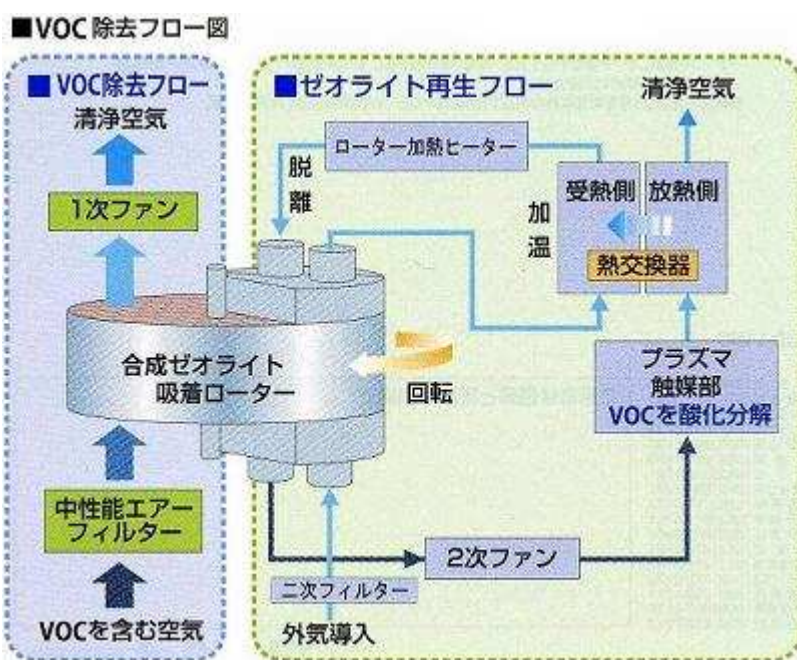 ■VOC 除去フロー図
■ VOC除去フロー
清浄空気
1次ファン
合成ゼオライト
吸着ローター
中性能エアー
フィルター
VOCを含む空気
■ゼオライト再生フロー
清浄空気
ローター加熱ヒーター
脱離
加温
受熱側
放熱側
熱交換器
回転
プラズマ
触媒部
VOCを酸化分解
2次ファン
二次フィルター
外気導入